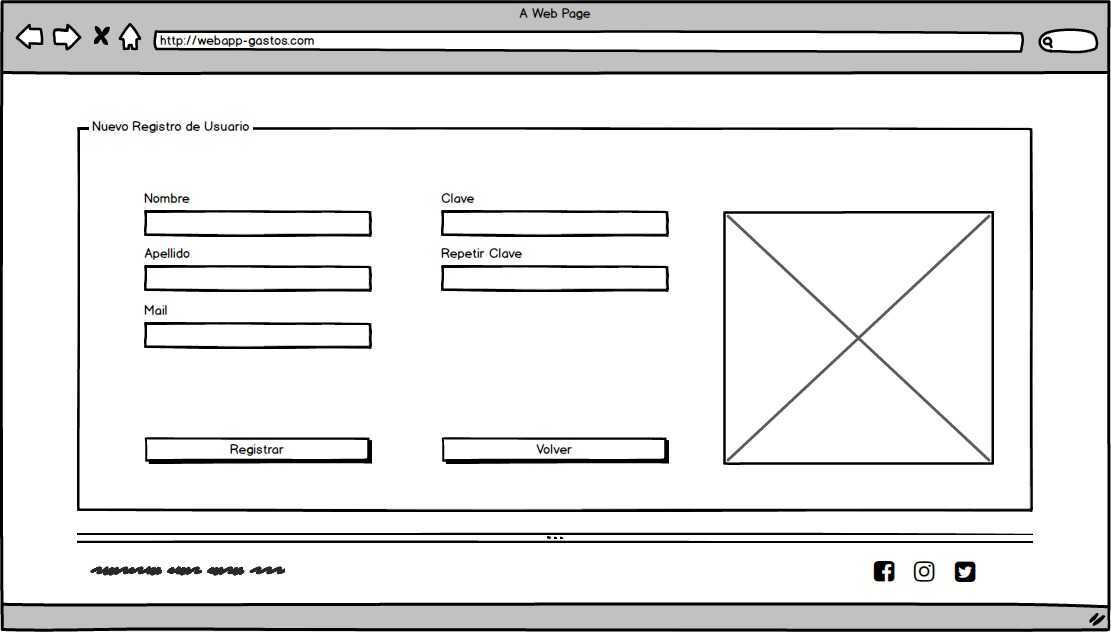 A Web Page
http://webapp-gastos.com
Nuevo Registro de Usuario
Nombre
Clave
Apellido
Repetir Clave
Mail
Registrar
Volver